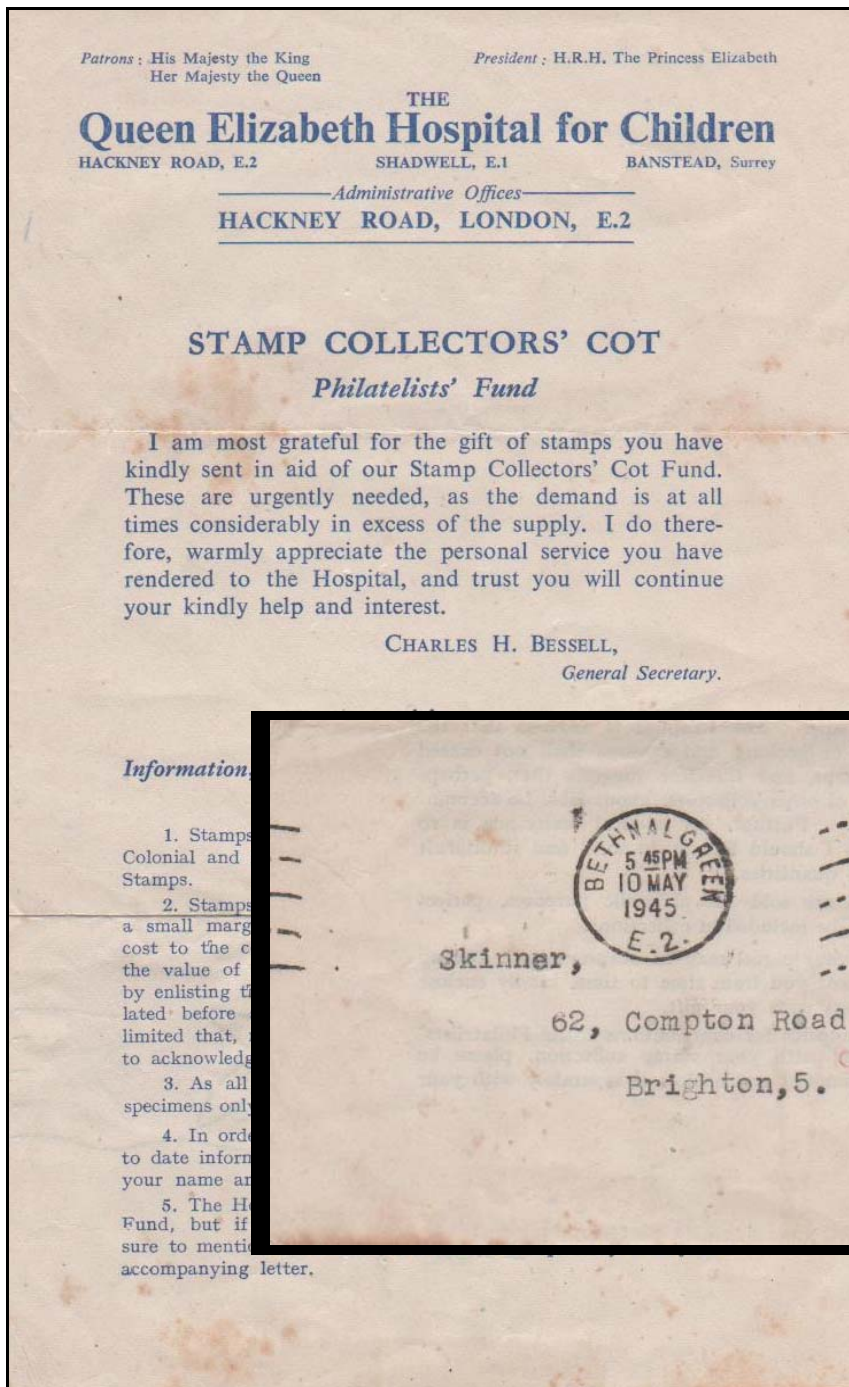 Patrons : His Majesty the King
Her Majesty the Queen
President : H.R.H. The Princess Elizabeth
THE
Queen Elizabeth Hospital for Children
HACKNEY ROAD, E.2 SHADWELL, E.1 BANSTEAD, Surrey
Administrative Offices
HACKNEY ROAD, LONDON, E.2
STAMP COLLECTORS' COT
Philatelists' Fund
I am most grateful for the gift of stamps you have
kindly sent in aid of our Stamp Collectors' Cot Fund.
These are urgently needed, as the demand is at all
times considerably in excess of the supply. I do there-
fore, warmly appreciate the personal service you have
rendered to the Hospital, and trust you will continue
your kindly help and interest.
CHARLES H. BESSELL,
General Secretary.
Information,
1. Stamps
Colonial and
Stamps.
2. Stamps
a small marg
cost to the c
the value of
by enlisting t
lated before
limited that,
to acknowledg
3. As all
specimens only
4. In orde
to date inform
your name an
5. The H
Fund, but if
sure to menti
accompanying letter.
BETHNAL GREEN
5 45PM
10 MAY
1945
E.2.
Skinner,
62, Compton Road
Brighton,5.